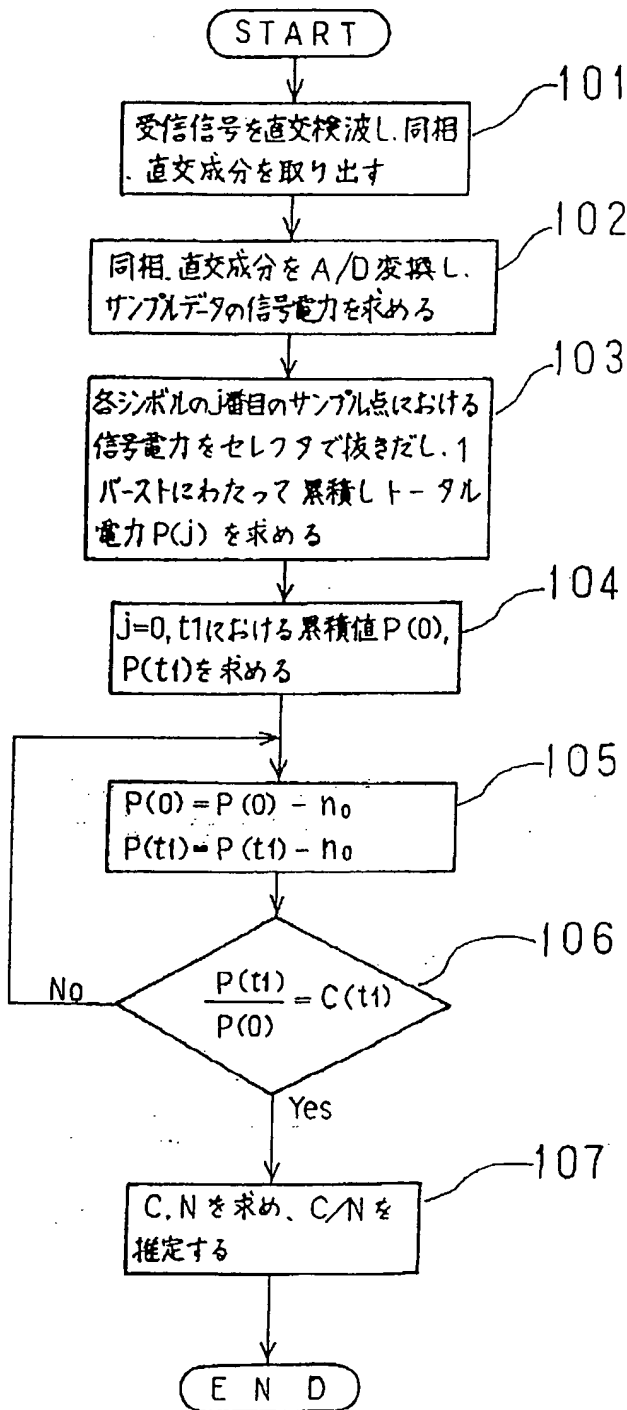 START
101
受信信号を直交検波し、同相
、直交成分を取り出す
102
同相、直交成分をA/D変換し、
サンプルデータの信号電力を求める
103
各シンボルのj番目のサンプル点における
信号電力をセレクタで抜きだし、1
バーストにわたって累積しトータル
電力P(j)を求める
104
j=0,t1における累積値P(0),
P(t1)を求める
105
P(0)=P(0)-n0
P(t1)=P(t1)-n0
106
P(t1)
P(0)
=C(t1)
No
Yes
107
C,Nを求め、C/Nを
推定する
END